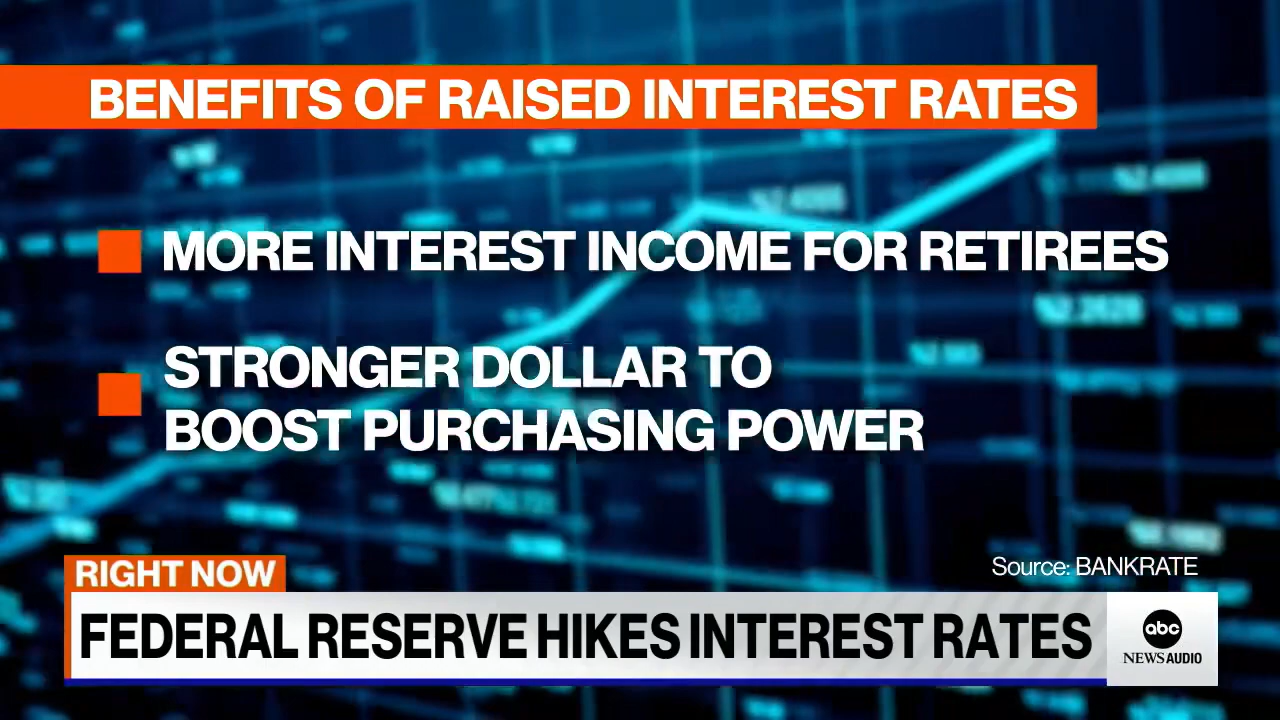 BENEFITS OF RAISED INTEREST RATES
MORE INTEREST INCOME FOR RETIREES
STRONGER DOLLAR TO
BOOST PURCHASING POWER
Source: BANKRATE
RIGHT NOW
FEDERAL RESERVE HIKES INTEREST RATES
abc
NEWS AUDIO